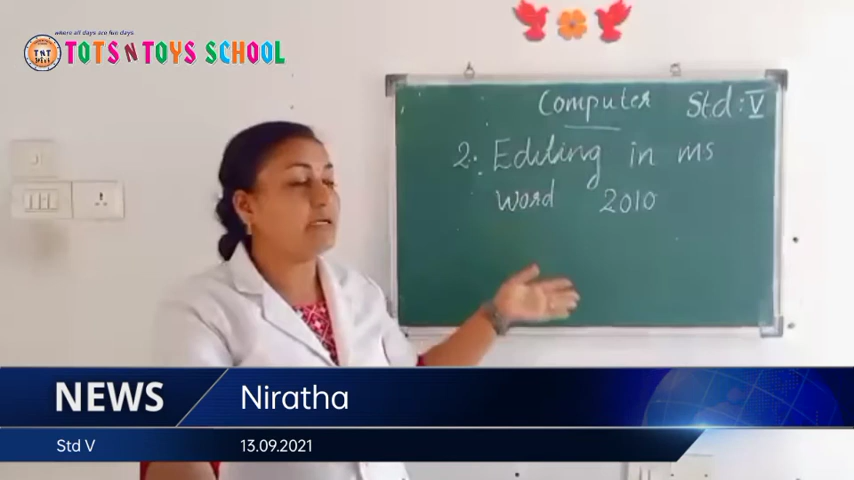 where all days are fun days
TNT
TOTS N TOYS SCHOOL
Computer Std : V
2. Editing in ms
word 2010
NEWS Niratha
Std V 13.09.2021